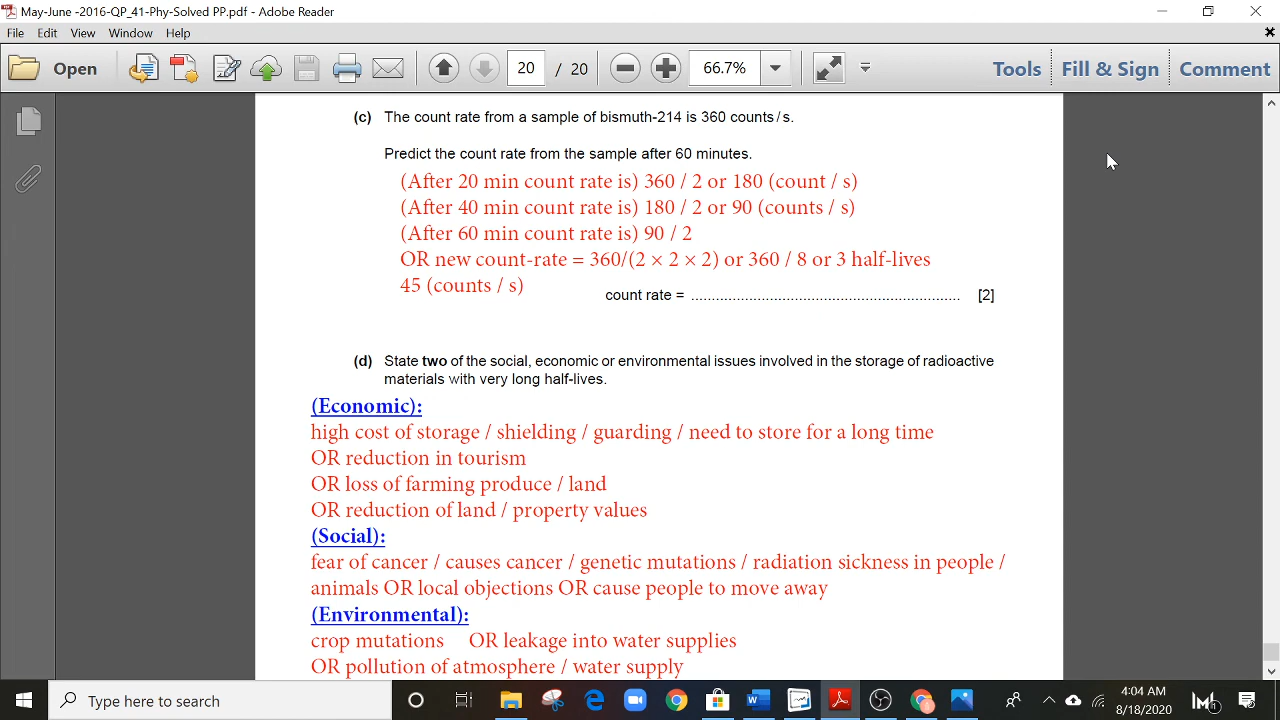 May-June -2016-QP_41-Phy-Solved PP.pdf - Adobe Reader
File Edit View Window Help
Open 20 / 20 66.7% Tools Fill & Sign Comment
(c) The count rate from a sample of bismuth-214 is 360 counts / s.
Predict the count rate from the sample after 60 minutes.
(After 20 min count rate is) 360 / 2 or 180 (count / s)
(After 40 min count rate is) 180 / 2 or 90 (counts / s)
(After 60 min count rate is) 90 / 2
OR new count-rate = 360/(2 × 2 × 2) or 360 / 8 or 3 half-lives
45 (counts / s)
count rate = ............................................................. [2]
(d) State two of the social, economic or environmental issues involved in the storage of radioactive
materials with very long half-lives.
(Economic):
high cost of storage / shielding / guarding / need to store for a long time
OR reduction in tourism
OR loss of farming produce / land
OR reduction of land / property values
(Social):
fear of cancer / causes cancer / genetic mutations / radiation sickness in people /
animals OR local objections OR cause people to move away
(Environmental):
crop mutations OR leakage into water supplies
OR pollution of atmosphere / water supply
Type here to search
4:04 AM
8/18/2020